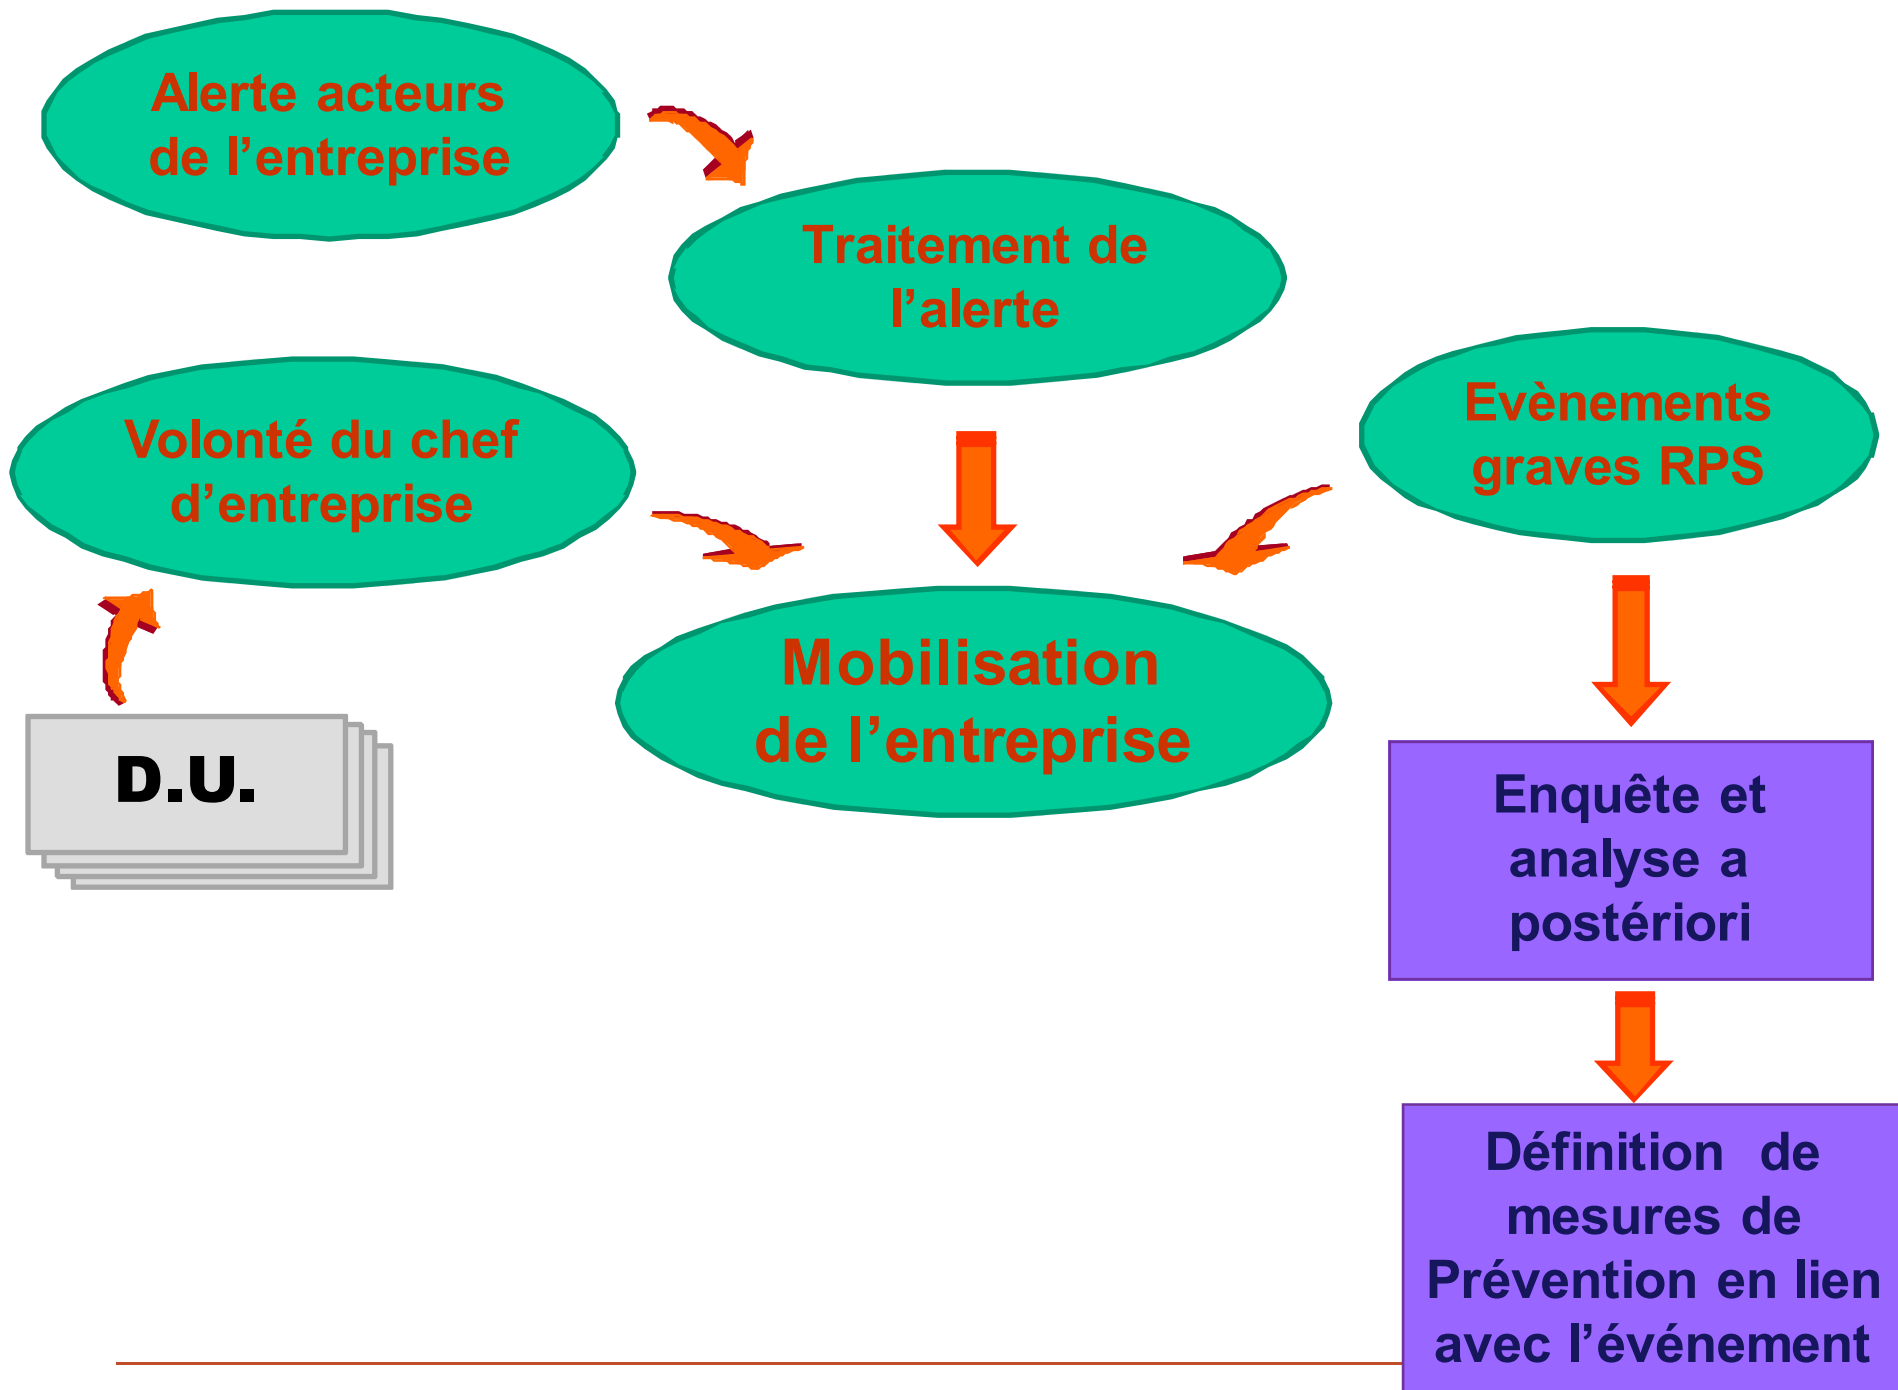 Alerte acteurs
de l’entreprise
Traitement de
l’alerte
Volonté du chef
d’entreprise
Evènements
graves RPS
Mobilisation
de l’entreprise
D.U.
Enquête et
analyse a
postériori
Définition de
mesures de
Prévention en lien
avec l’événement